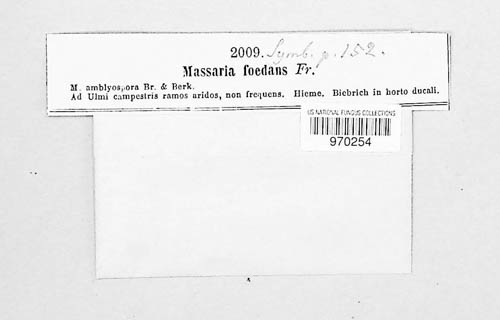 2009. Symb. p. 152.
Massaria foedans Fr.
M. amblyospora Br. & Berk.
Ad Ulmi campestris ramos aridos, non frequens. Hieme. Biebrich in horto ducali.
US NATIONAL FUNGUS COLLECTIONS
970254